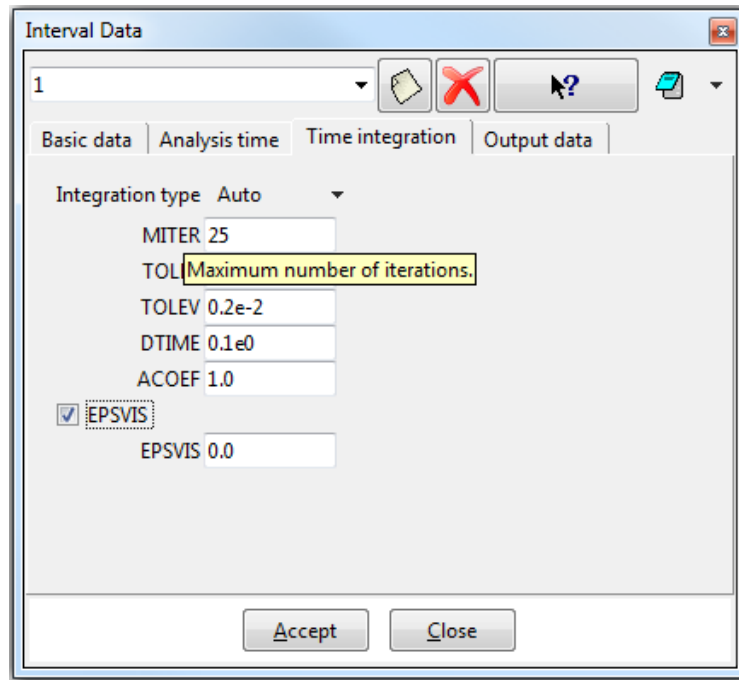 Interval Data
1
Basic data Analysis time Time integration Output data
Integration type Auto
MITER 25
Maximum number of iterations.
TOLEV 0.2e-2
DTIME 0.1e0
ACOEF 1.0
EPSVIS
EPSVIS 0.0
Accept Close